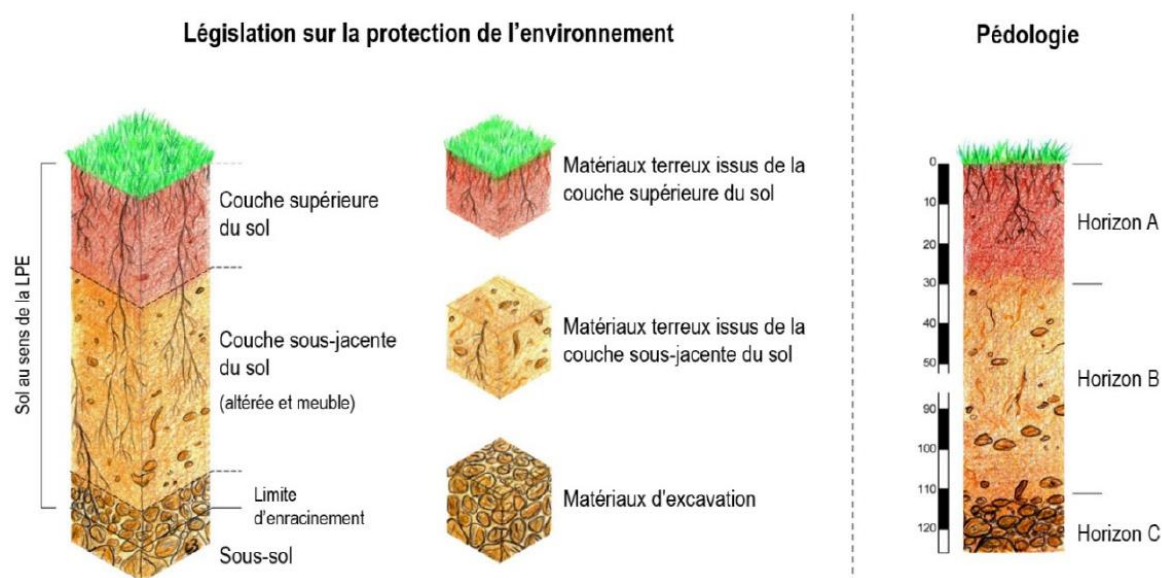 Législation sur la protection de l'environnement
Sol au sens de la LPE
Couche supérieure
du sol
Couche sous-jacente
du sol
(altérée et meuble)
Limite
d'enracinement
Sous-sol
Matériaux terreux issus de la
couche supérieure du sol
Matériaux terreux issus de la
couche sous-jacente du sol
Matériaux d'excavation
Pédologie
0
10
20
30
40
50
90
100
110
120
Horizon A
Horizon B
Horizon C